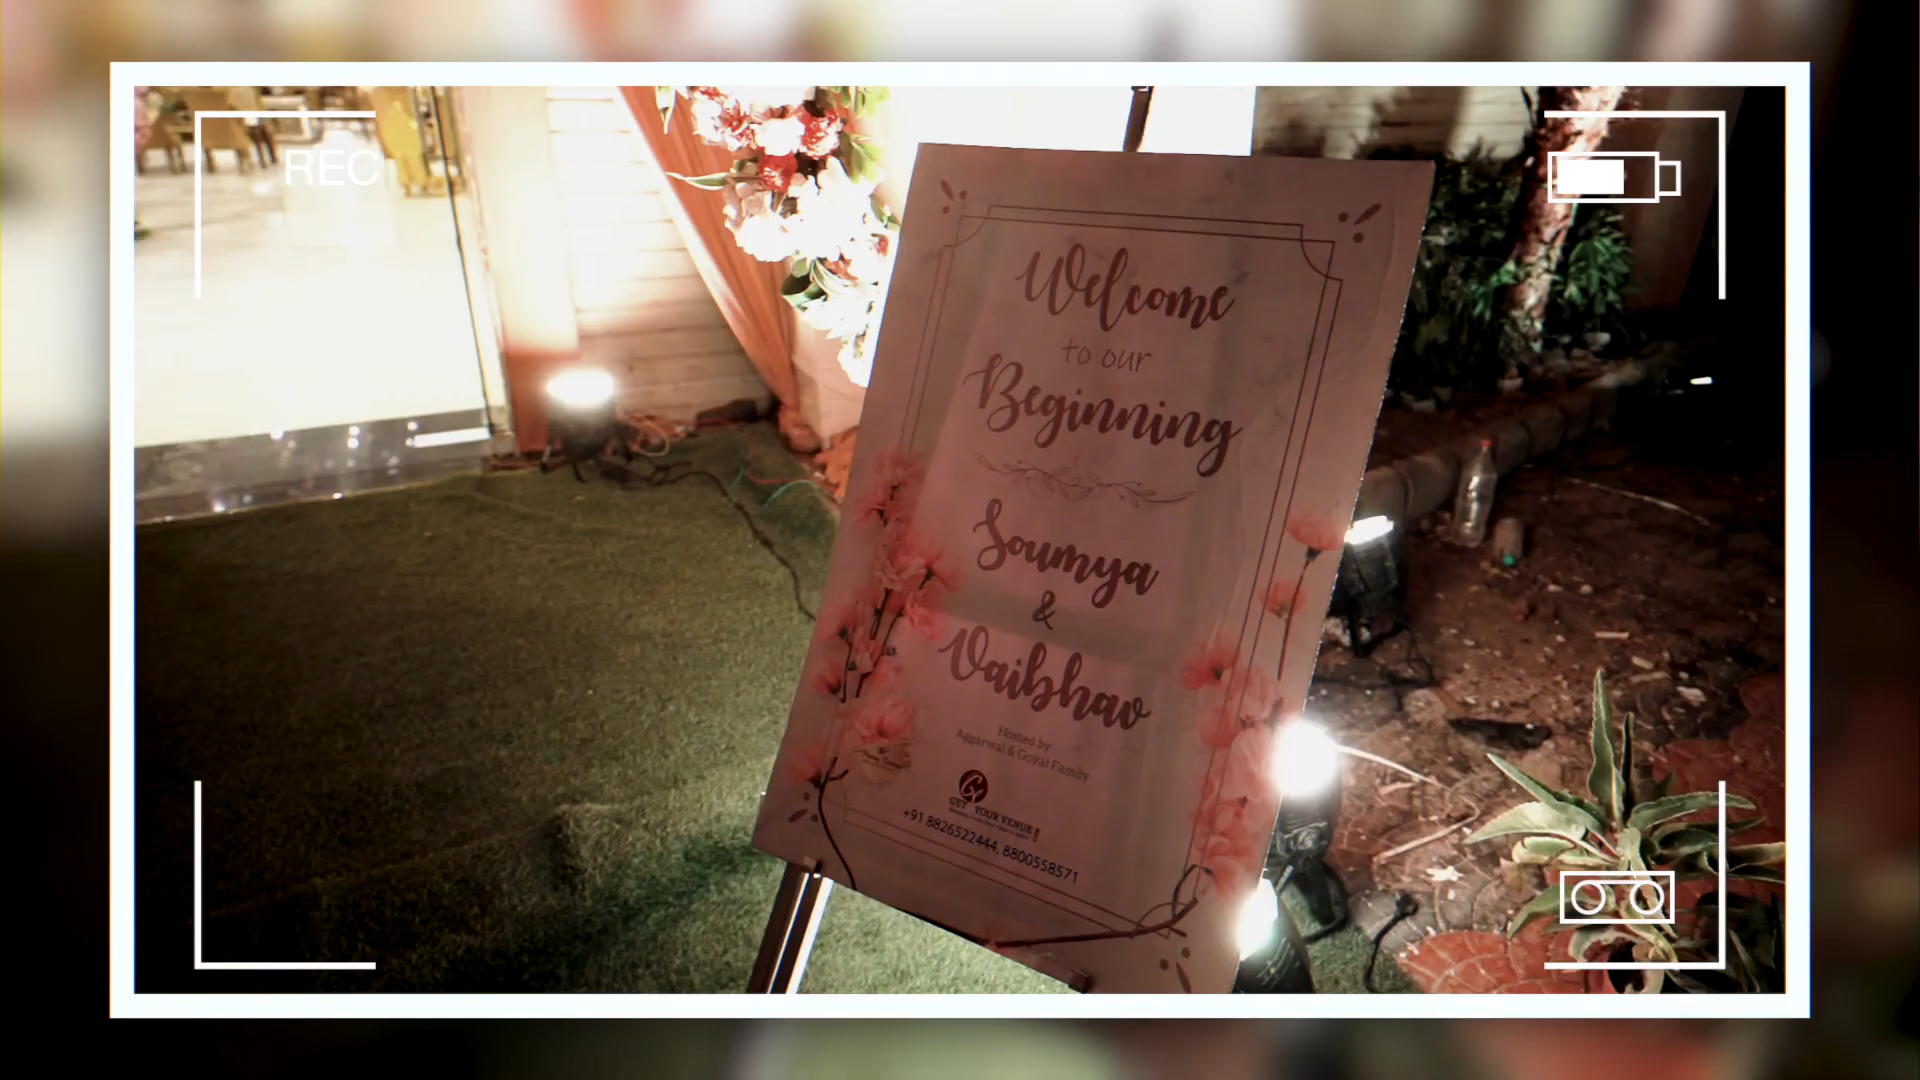 REC
Welcome
to our
Beginning
Soumya
&
Vaibhav
Hosted by
Aggarwal & Goyal Family
GET YOUR VENUE
+91 8826522444, 8800558571